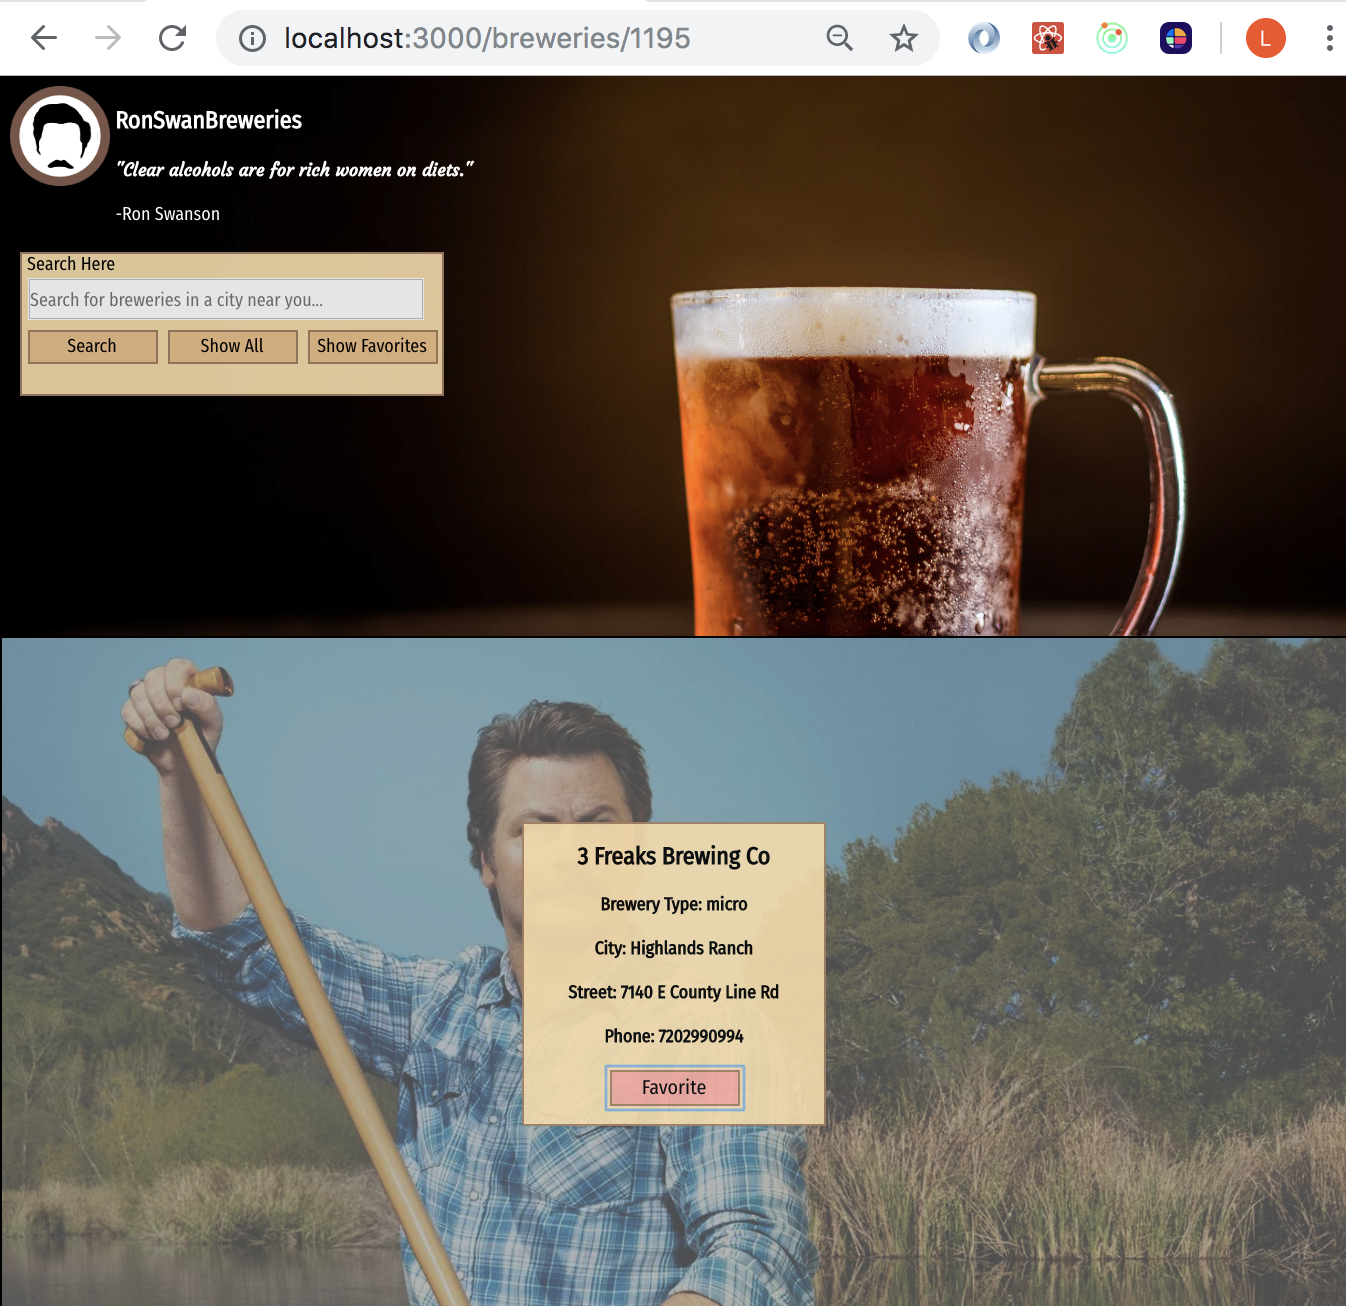 localhost:3000/breweries/1195
L
RonSwanBreweries
"Clear alcohols are for rich women on diets."
-Ron Swanson
Search Here
Search for breweries in a city near you...
Search Show All Show Favorites
3 Freaks Brewing Co
Brewery Type: micro
City: Highlands Ranch
Street: 7140 E County Line Rd
Phone: 7202990994
Favorite